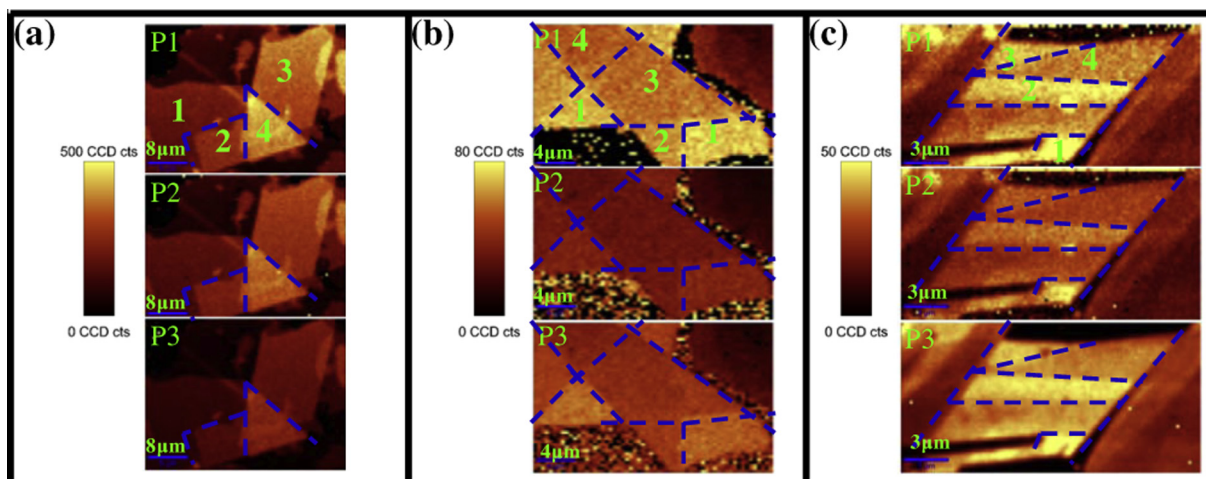 (a)
P1
3
1
2
4
8μm
500 CCD cts
0 CCD cts
P2
8μm
P3
8μm
(b)
P1
4
3
1
2
1
4μm
80 CCD cts
0 CCD cts
P2
4μm
P3
4μm
(c)
P1
3
4
2
1
3μm
50 CCD cts
0 CCD cts
P2
3μm
P3
3μm